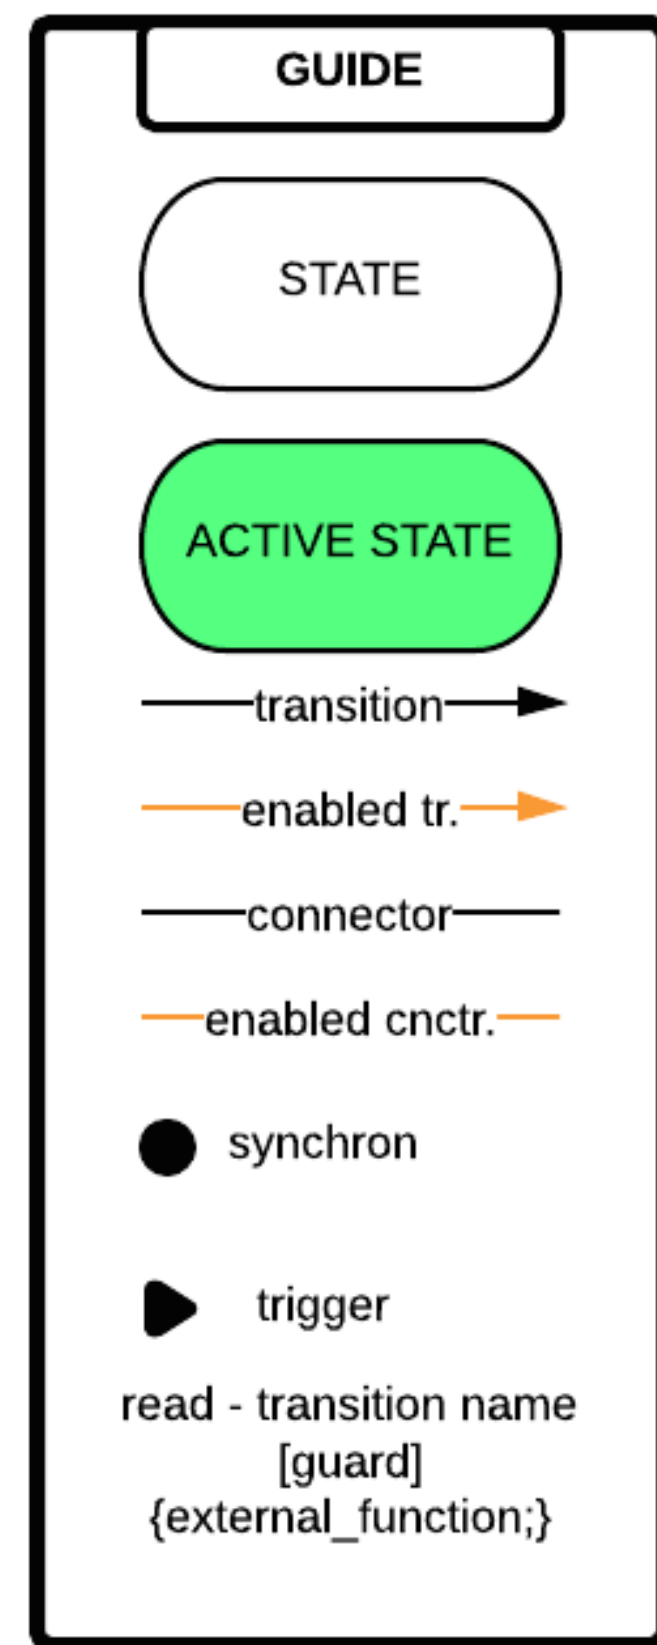 GUIDE
STATE
ACTIVE STATE
transition
enabled tr.
connector
enabled cnctr.
synchron
trigger
read - transition name
[guard]
{external_function;}